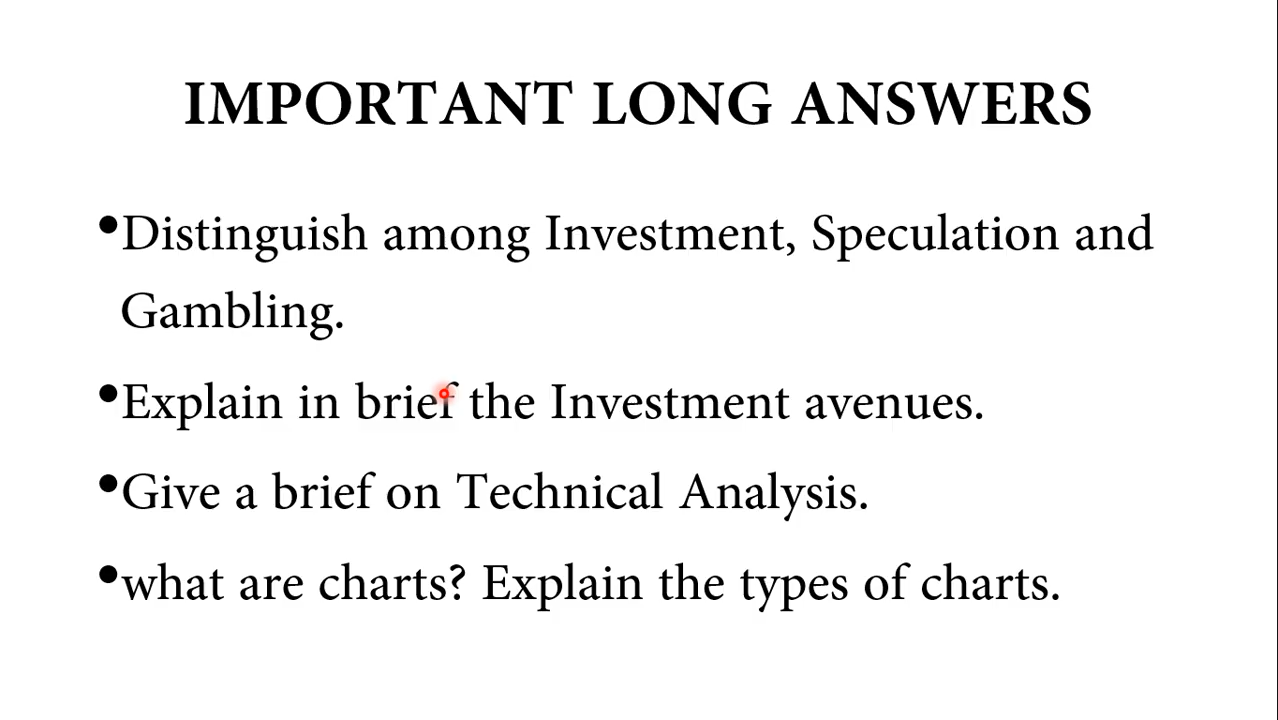 IMPORTANT LONG ANSWERS
•Distinguish among Investment, Speculation and
Gambling.
•Explain in brief the Investment avenues.
•Give a brief on Technical Analysis.
•what are charts? Explain the types of charts.